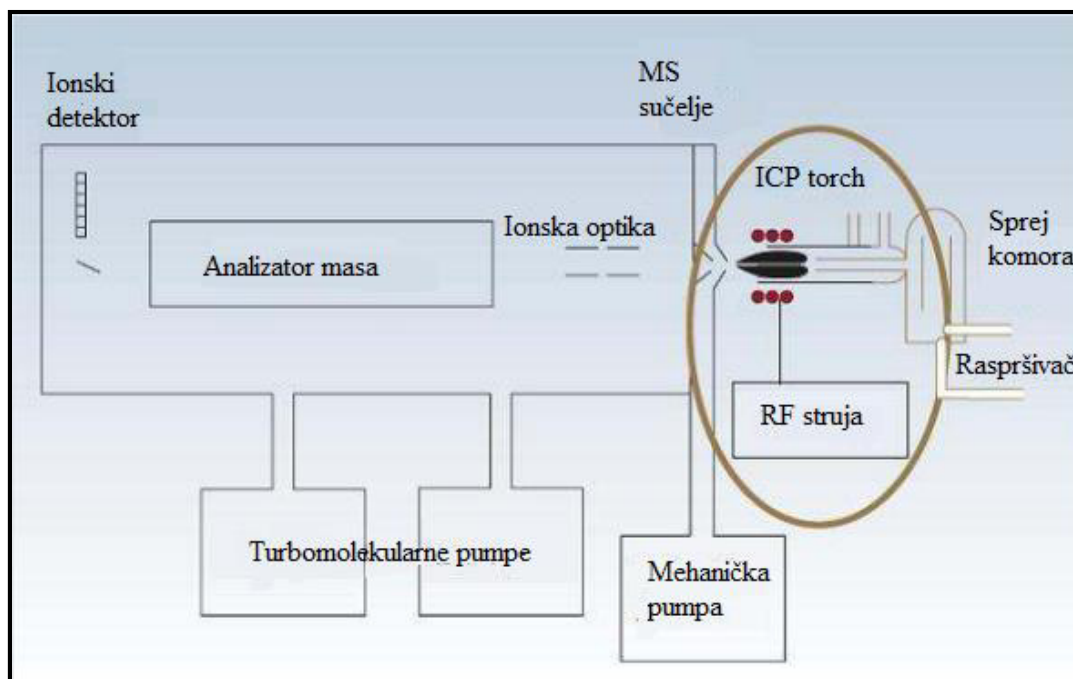 Ionski
detektor
MS
sučelje
ICP torch
Sprej
komora
Ionska optika
Analizator masa
Raspršivač
RF struja
Turbomolekularne pumpe
Mehanička
pumpa